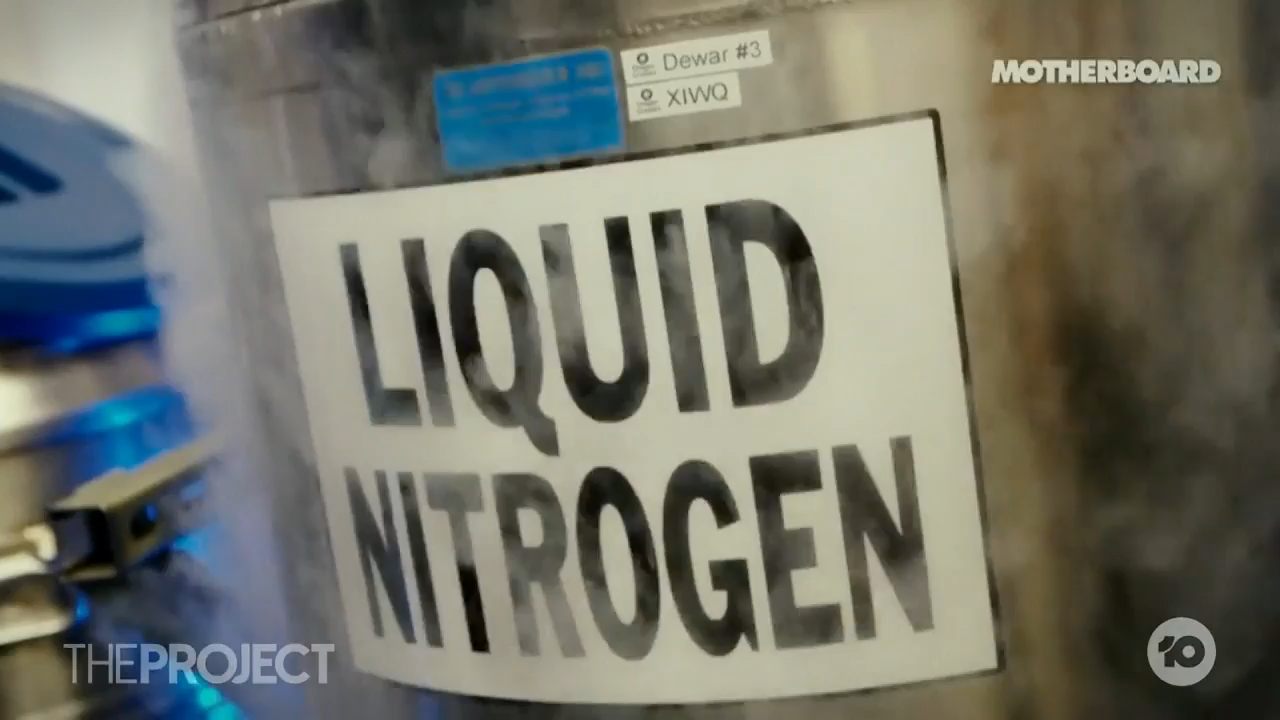 Dewar #3
XIWQ
MOTHERBOARD
LIQUID
NITROGEN
THEPROJECT
10